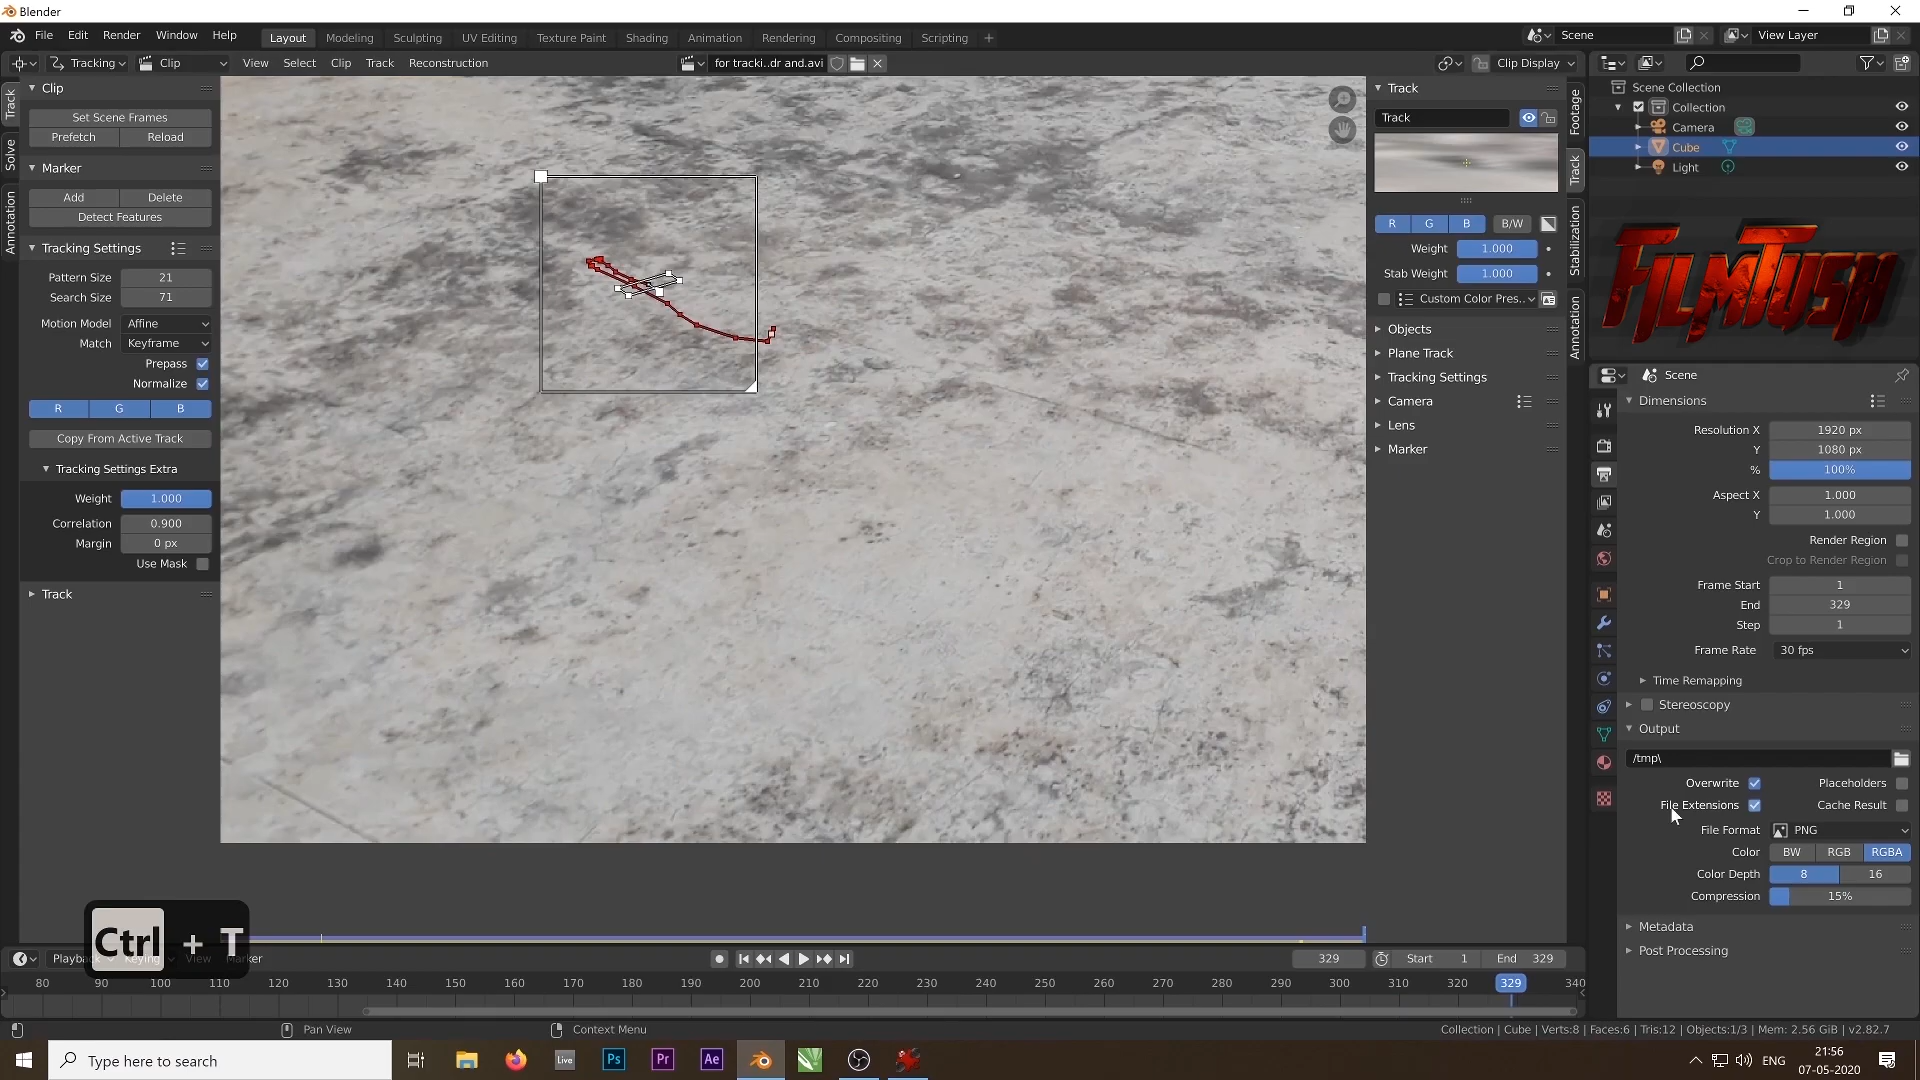 Blender
File Edit Render Window Help
Layout Modeling Sculpting UV Editing Texture Paint Shading Animation Rendering Compositing Scripting +
Scene
View Layer
Tracking Clip View Select Clip Track Reconstruction
for tracki..dr and.avi
Clip Display
Track
Solve
Annotation
Clip
Set Scene Frames
Prefetch Reload
Marker
Add Delete
Detect Features
Tracking Settings
Pattern Size 21
Search Size 71
Motion Model Affine
Match Keyframe
Prepass
Normalize
R G B
Copy From Active Track
Tracking Settings Extra
Weight 1.000
Correlation 0.900
Margin 0 px
Use Mask
Track
Track
Track
R G B B/W
Weight 1.000
Stab Weight 1.000
Custom Color Pres..
Objects
Plane Track
Tracking Settings
Camera
Lens
Marker
Footage
Track
Stabilization
Annotation
Scene Collection
Collection
Camera
Cube
Light
FILMTUSH
Scene
Dimensions
Resolution X 1920 px
Y 1080 px
% 100%
Aspect X 1.000
Y 1.000
Render Region
Crop to Render Region
Frame Start 1
End 329
Step 1
Frame Rate 30 fps
Time Remapping
Stereoscopy
Output
/tmp\
Overwrite Placeholders
File Extensions Cache Result
File Format PNG
Color BW RGB RGBA
Color Depth 8 16
Compression 15%
Metadata
Post Processing
Ctrl + T
Playback Keying View Marker
329 Start 1 End 329
80 90 100 110 120 130 140 150 160 170 180 190 200 210 220 230 240 250 260 270 280 290 300 310 320 329 340
Pan View Context Menu
Collection | Cube | Verts:8 | Faces:6 | Tris:12 | Objects:1/3 | Mem: 2.56 GiB | v2.82.7
Type here to search
Live Ps Pr Ae
ENG
21:56
07-05-2020